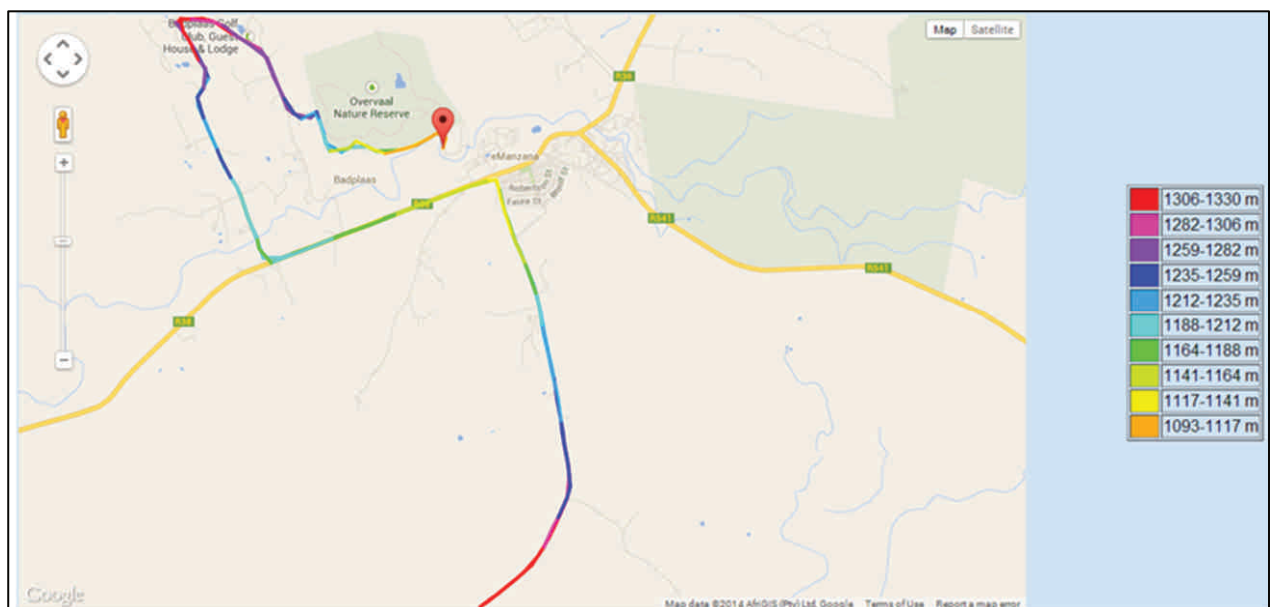 Map Satellite
Badplaas Golf
Club, Guest
House & Lodge
R38
Overvaal
Nature Reserve
eManzana
Badplaas
R541
R541
R38
1306-1330 m
1282-1306 m
1259-1282 m
1235-1259 m
1212-1235 m
1188-1212 m
1164-1188 m
1141-1164 m
1117-1141 m
1093-1117 m
Google
Map data ©2014 AfriGIS (Pty) Ltd, Google Terms of Use Report a map error